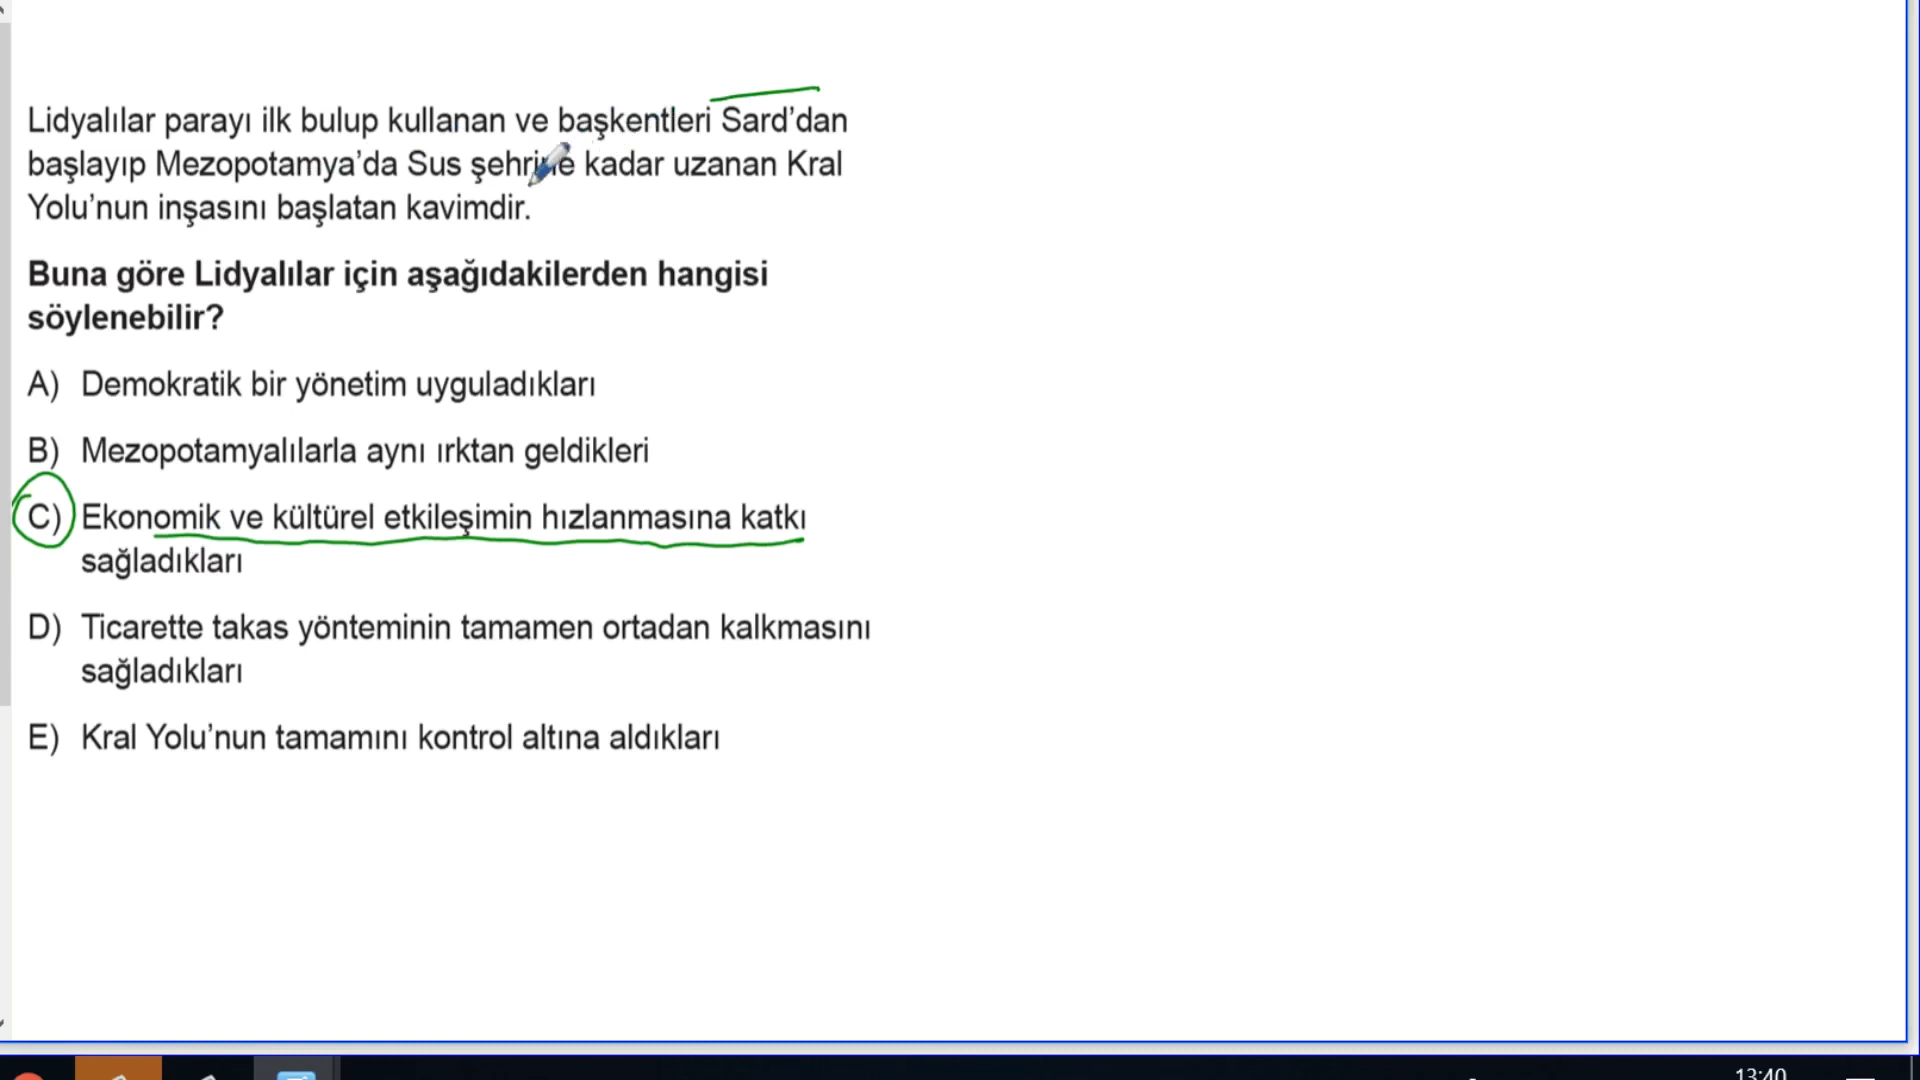 Lidyalılar parayı ilk bulup kullanan ve başkentleri Sard’dan
başlayıp Mezopotamya’da Sus şehrine kadar uzanan Kral
Yolu’nun inşasını başlatan kavimdir.
Buna göre Lidyalılar için aşağıdakilerden hangisi
söylenebilir?
A) Demokratik bir yönetim uyguladıkları
B) Mezopotamyalılarla aynı ırktan geldikleri
C) Ekonomik ve kültürel etkileşimin hızlanmasına katkı
sağladıkları
D) Ticarette takas yönteminin tamamen ortadan kalkmasını
sağladıkları
E) Kral Yolu’nun tamamını kontrol altına aldıkları
13:40